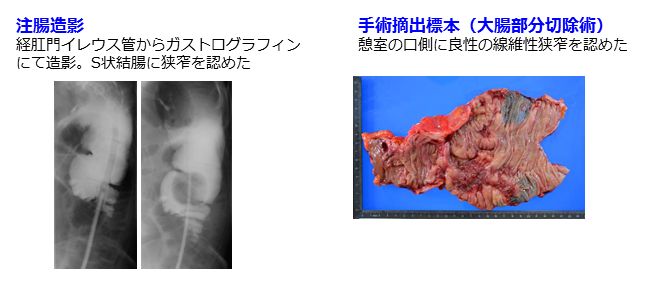 注腸造影
経肛門イレウス管からガストログラフィン
にて造影。S状結腸に狭窄を認めた
手術摘出標本（大腸部分切除術）
憩室の口側に良性の線維性狭窄を認めた